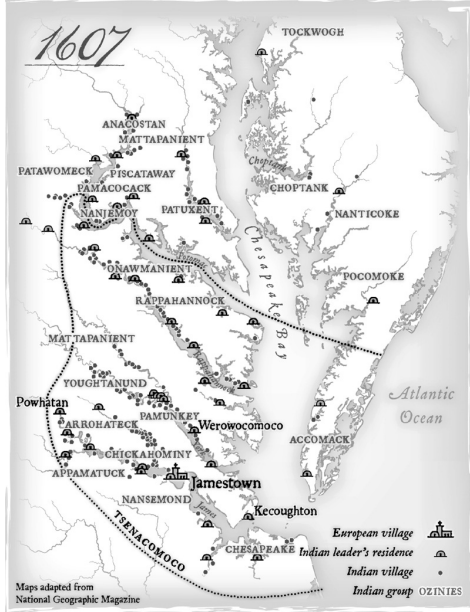 1607
TOCKWOGH
ANACOSTAN
MATTAPANIENT
Choptank
PATAWOMECK
PISCATAWAY
PAMACOCACK
CHOPTANK
NANJEMOY
PATUXENT
NANTICOKE
Chesapeake Bay
ONAWMANIENT
POCOMOKE
RAPPAHANNOCK
MATTAPANIENT
YOUGHTANUND
Atlantic
Ocean
Powhatan
PAMUNKEY
ARROHATECK
Werowocomoco
ACCOMACK
CHICKAHOMINY
APPAMATUCK
Jamestown
NANSEMOND
James
Kecoughton
TSENACOMOCO
European village
CHESAPEAKE
Indian leader's residence
Indian village
Maps adapted from
National Geographic Magazine
Indian group OZINIES